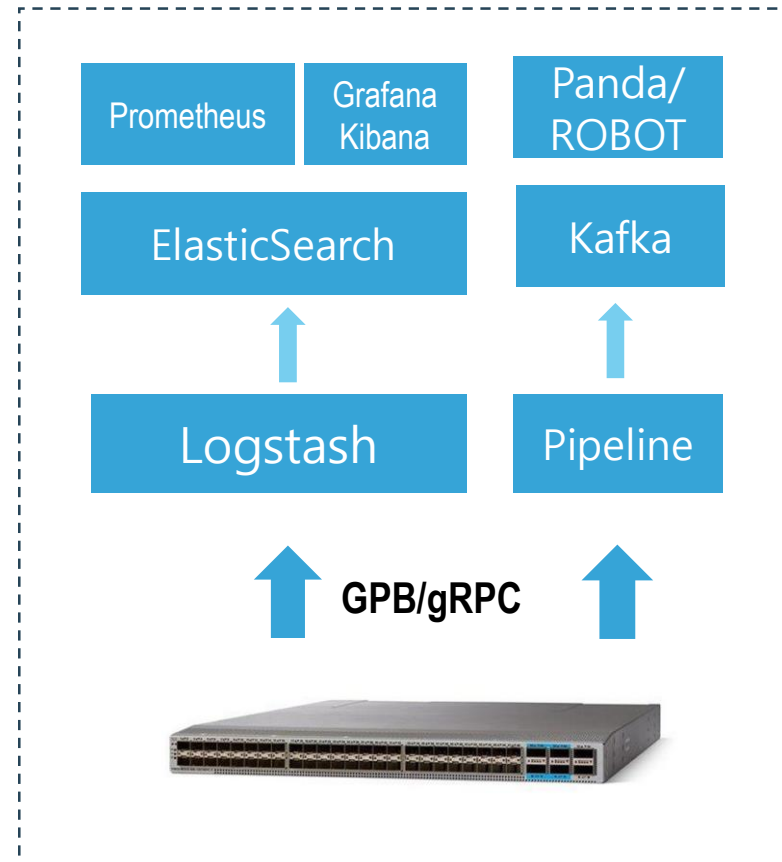 Prometheus
Grafana
Kibana
Panda/
ROBOT
ElasticSearch
Kafka
Logstash
Pipeline
GPB/gRPC